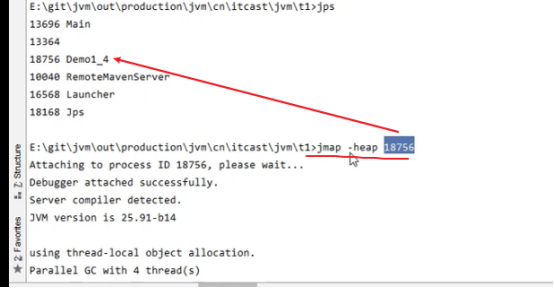 E:\git\jvm\out\production\jvm\cn\itcast\jvm\t1>jps
13696 Main
13364
18756 Demo1_4
10040 RemoteMavenServer
16568 Launcher
18168 Jps
E:\git\jvm\out\production\jvm\cn\itcast\jvm\t1>jmap -heap 18756
Attaching to process ID 18756, please wait...
Debugger attached successfully.
Server compiler detected.
JVM version is 25.91-b14
using thread-local object allocation.
Parallel GC with 4 thread(s)
Z: Structure
2: Favorites